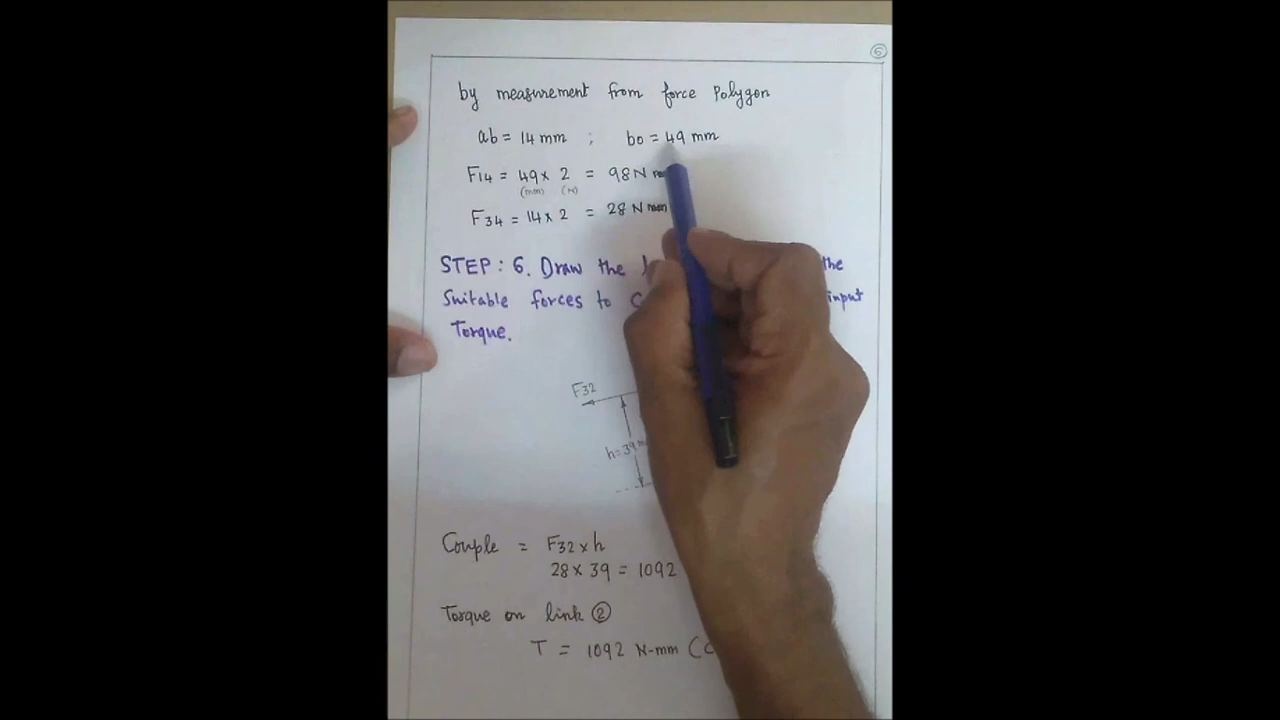 5
by measurement from force Polygon
ab = 14 mm ; bo = 49 mm
F14 = 49 x 2 = 98 N
(mm) (N)
F34 = 14 x 2 = 28 N mm
STEP: 6. Draw the the
Suitable forces to input
Torque.
F32
h = 39
Couple = F32 x h
28 x 39 = 1092
Torque on link ②
T = 1092 N-mm (